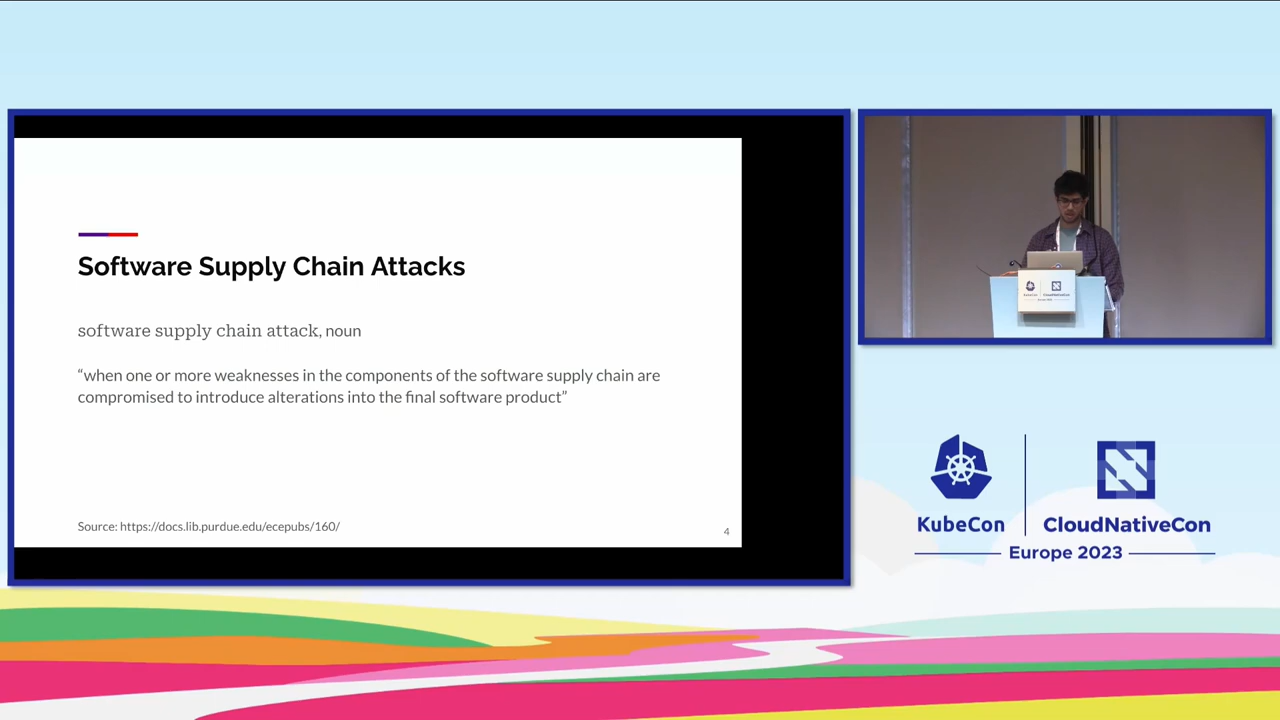 Software Supply Chain Attacks
software supply chain attack, noun
“when one or more weaknesses in the components of the software supply chain are
compromised to introduce alterations into the final software product”
Source: https://docs.lib.purdue.edu/ecepubs/160/
4
KubeCon
CloudNativeCon
Europe 2023